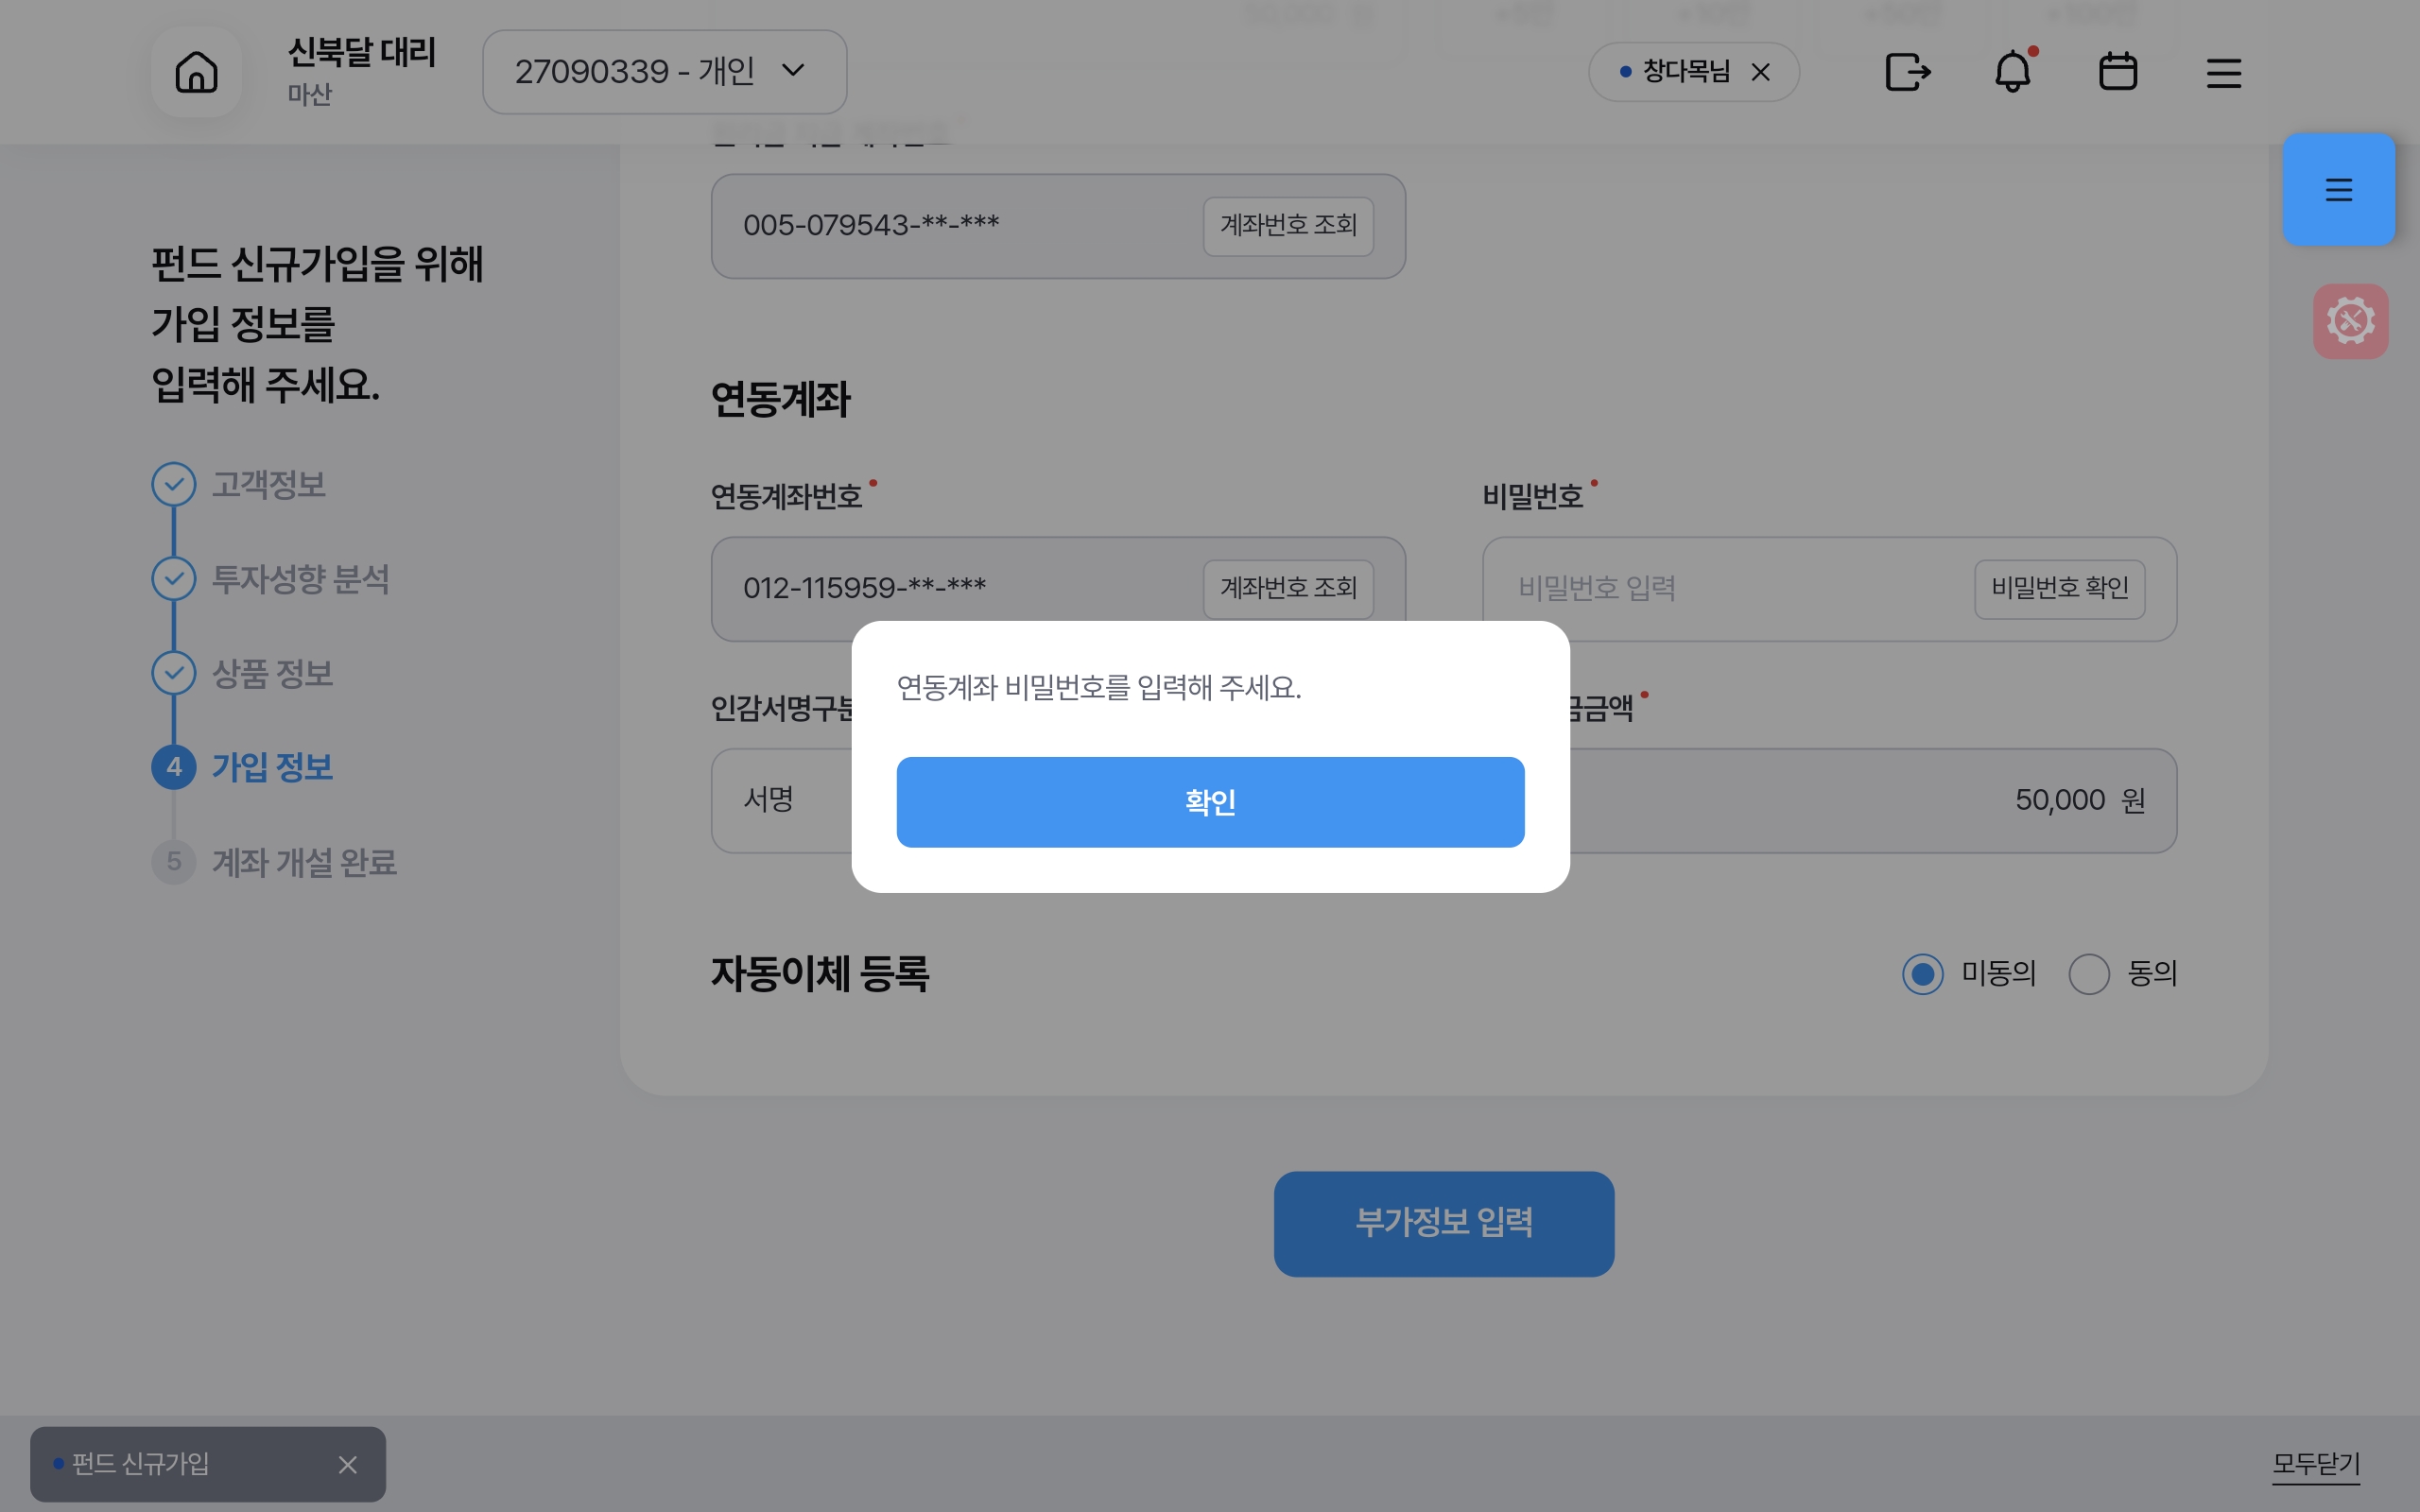 신북달 대리
마산
27090339 - 개인
창다목님
005-079543-**-***
계좌번호 조회
펀드 신규가입을 위해
가입 정보를
입력해 주세요.
고객정보
투자성향 분석
상품 정보
4 가입 정보
5 계좌 개설 완료
연동계좌
연동계좌번호
비밀번호
012-115959-**-***
계좌번호 조회
비밀번호 입력
비밀번호 확인
연동계좌 비밀번호를 입력해 주세요.
확인
인감서명구분
금액
서명
50,000 원
자동이체 등록
미동의
동의
부가정보 입력
펀드 신규가입
모두닫기